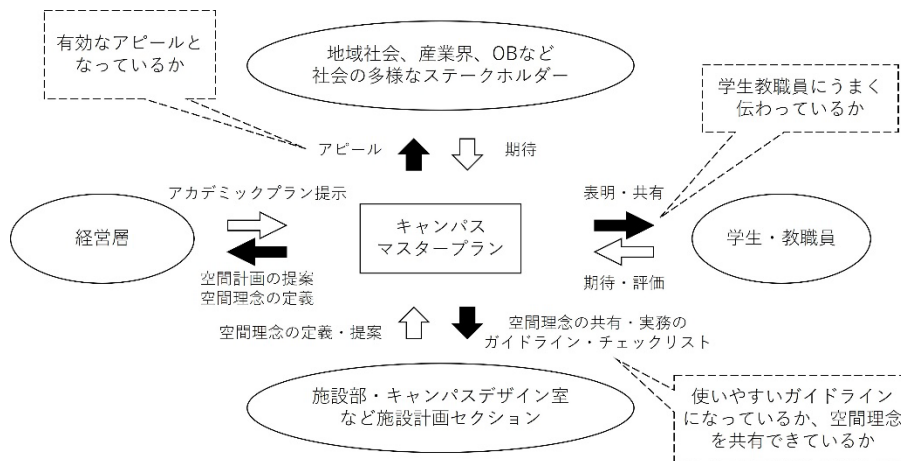 有効なアピールと
なっているか
地域社会、産業界、OBなど
社会の多様なステークホルダー
学生教職員にうまく
伝わっているか
アピール
期待
アカデミックプラン提示
表明・共有
経営層
キャンパス
マスタープラン
学生・教職員
空間計画の提案
空間理念の定義
期待・評価
空間理念の定義・提案
空間理念の共有・実務の
ガイドライン・チェックリスト
施設部・キャンパスデザイン室
など施設計画セクション
使いやすいガイドライン
になっているか、空間理念
を共有できているか